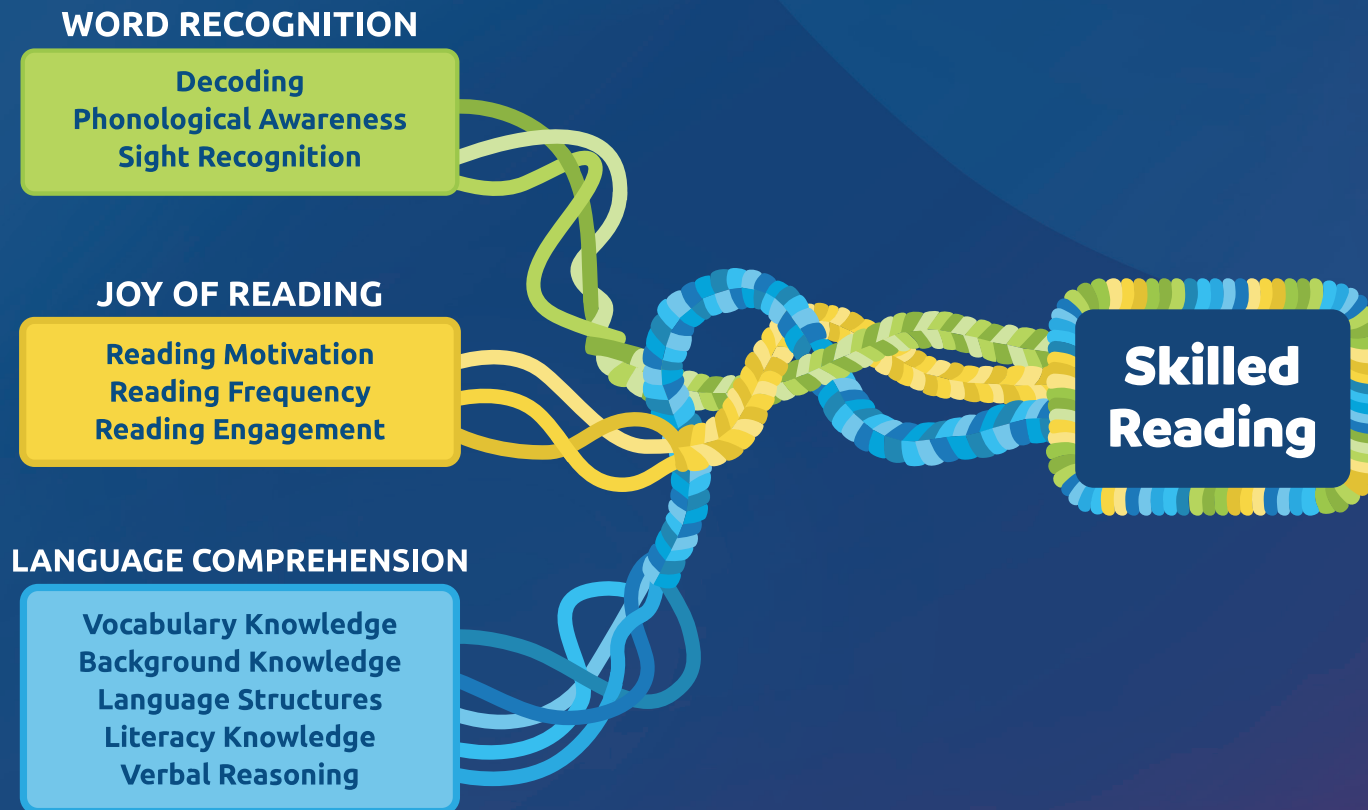 WORD RECOGNITION
Decoding
Phonological Awareness
Sight Recognition
JOY OF READING
Reading Motivation
Reading Frequency
Reading Engagement
LANGUAGE COMPREHENSION
Vocabulary Knowledge
Background Knowledge
Language Structures
Literacy Knowledge
Verbal Reasoning
Skilled
Reading